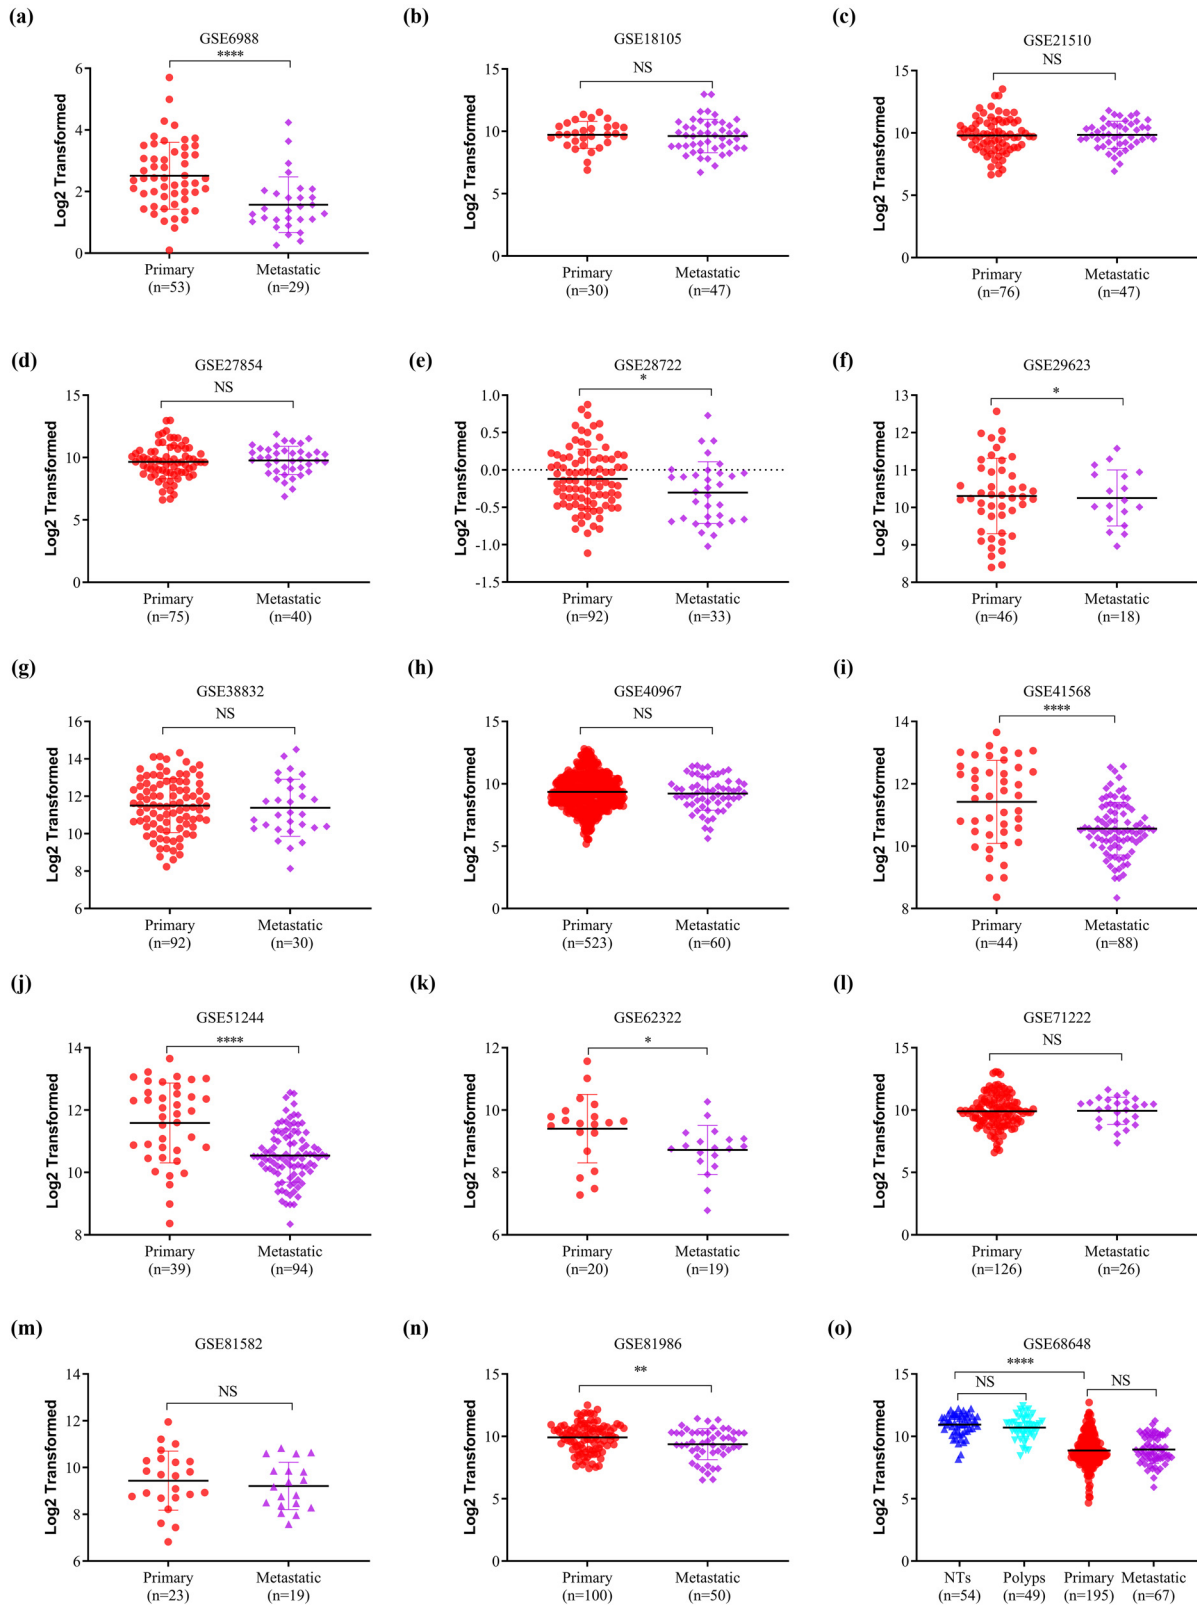 (a)
GSE6988
****
Log2 Transformed
6
4
2
0
Primary
(n=53)
Metastatic
(n=29)
(b)
GSE18105
NS
Log2 Transformed
15
10
5
0
Primary
(n=30)
Metastatic
(n=47)
(c)
GSE21510
NS
Log2 Transformed
15
10
5
0
Primary
(n=76)
Metastatic
(n=47)
(d)
GSE27854
NS
Log2 Transformed
15
10
5
0
Primary
(n=75)
Metastatic
(n=40)
(e)
GSE28722
*
Log2 Transformed
1.0
0.5
0.0
-0.5
-1.0
-1.5
Primary
(n=92)
Metastatic
(n=33)
(f)
GSE29623
*
Log2 Transformed
13
12
11
10
9
8
Primary
(n=46)
Metastatic
(n=18)
(g)
GSE38832
NS
Log2 Transformed
16
14
12
10
8
6
Primary
(n=92)
Metastatic
(n=30)
(h)
GSE40967
NS
Log2 Transformed
15
10
5
0
Primary
(n=523)
Metastatic
(n=60)
(i)
GSE41568
****
Log2 Transformed
14
12
10
8
Primary
(n=44)
Metastatic
(n=88)
(j)
GSE51244
****
Log2 Transformed
14
12
10
8
Primary
(n=39)
Metastatic
(n=94)
(k)
GSE62322
*
Log2 Transformed
12
10
8
6
Primary
(n=20)
Metastatic
(n=19)
(l)
GSE71222
NS
Log2 Transformed
15
10
5
0
Primary
(n=126)
Metastatic
(n=26)
(m)
GSE81582
NS
Log2 Transformed
14
12
10
8
6
Primary
(n=23)
Metastatic
(n=19)
(n)
GSE81986
**
Log2 Transformed
15
10
5
0
Primary
(n=100)
Metastatic
(n=50)
(o)
GSE68648
****
NS
NS
Log2 Transformed
15
10
5
0
NTs
(n=54)
Polyps
(n=49)
Primary
(n=195)
Metastatic
(n=67)